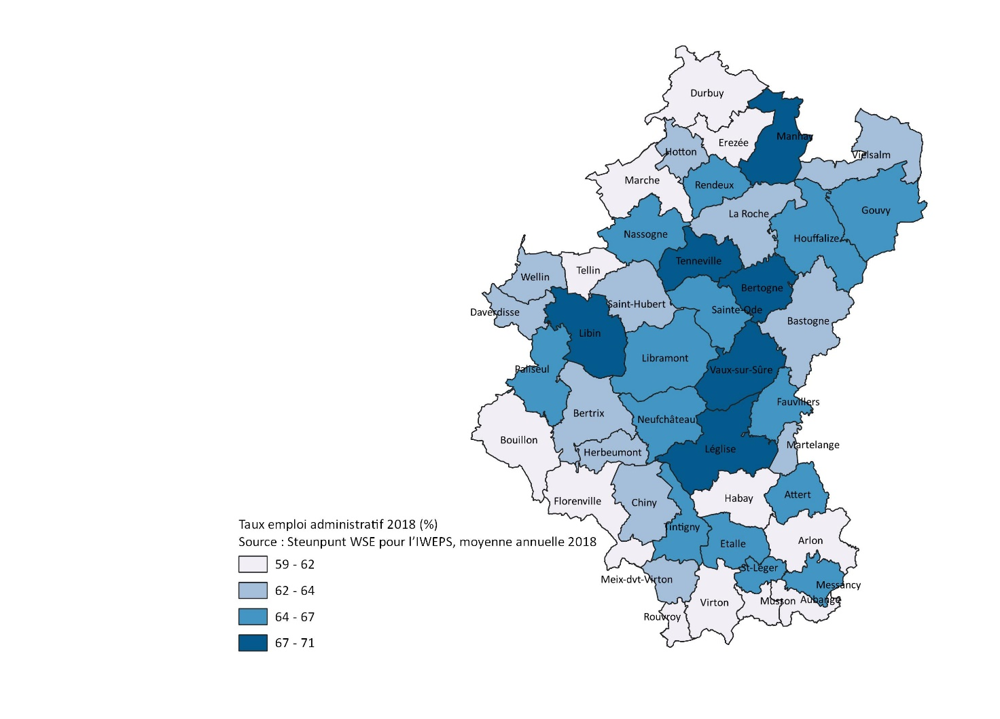 Durbuy
Manhay
Erezée
Hotton
Vielsalm
Marche
Rendeux
Gouvy
La Roche
Nassogne
Houffalize
Tenneville
Tellin
Wellin
Bertogne
Saint-Hubert
Sainte-Ode
Daverdisse
Bastogne
Libin
Libramont
Paliseul
Vaux-sur-Sûre
Fauvillers
Bertrix
Neufchâteau
Bouillon
Martelange
Léglise
Herbeumont
Attert
Habay
Florenville
Chiny
Tintigny
Arlon
Etalle
St-Léger
Meix-dvt-Virton
Messancy
Aubange
Musson
Virton
Rouvroy
Taux emploi administratif 2018 (%)
Source : Steunpunt WSE pour l'IWEPS, moyenne annuelle 2018
59 - 62
62 - 64
64 - 67
67 - 71